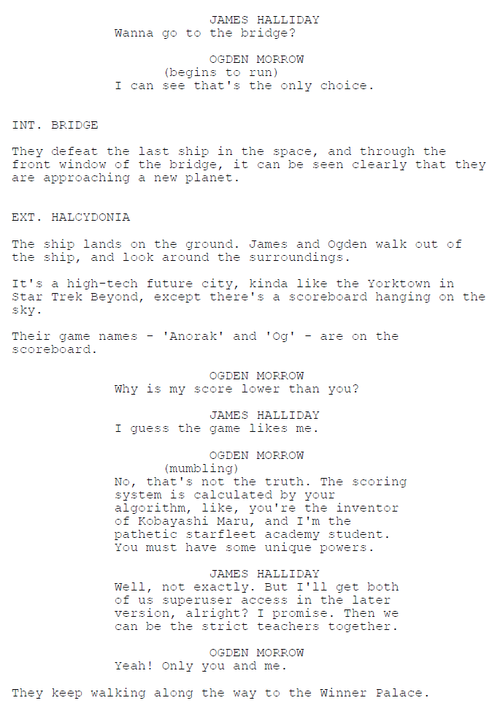 JAMES HALLIDAY
Wanna go to the bridge?
OGDEN MORROW
(begins to run)
I can see that's the only choice.
INT. BRIDGE
They defeat the last ship in the space, and through the
front window of the bridge, it can be seen clearly that they
are approaching a new planet.
EXT. HALCYDONIA
The ship lands on the ground. James and Ogden walk out of
the ship, and look around the surroundings.
It's a high-tech future city, kinda like the Yorktown in
Star Trek Beyond, except there's a scoreboard hanging on the
sky.
Their game names - 'Anorak' and 'Og' - are on the
scoreboard.
OGDEN MORROW
Why is my score lower than you?
JAMES HALLIDAY
I guess the game likes me.
OGDEN MORROW
(mumbling)
No, that's not the truth. The scoring
system is calculated by your
algorithm, like, you're the inventor
of Kobayashi Maru, and I'm the
pathetic starfleet academy student.
You must have some unique powers.
JAMES HALLIDAY
Well, not exactly. But I'll get both
of us superuser access in the later
version, alright? I promise. Then we
can be the strict teachers together.
OGDEN MORROW
Yeah! Only you and me.
They keep walking along the way to the Winner Palace.